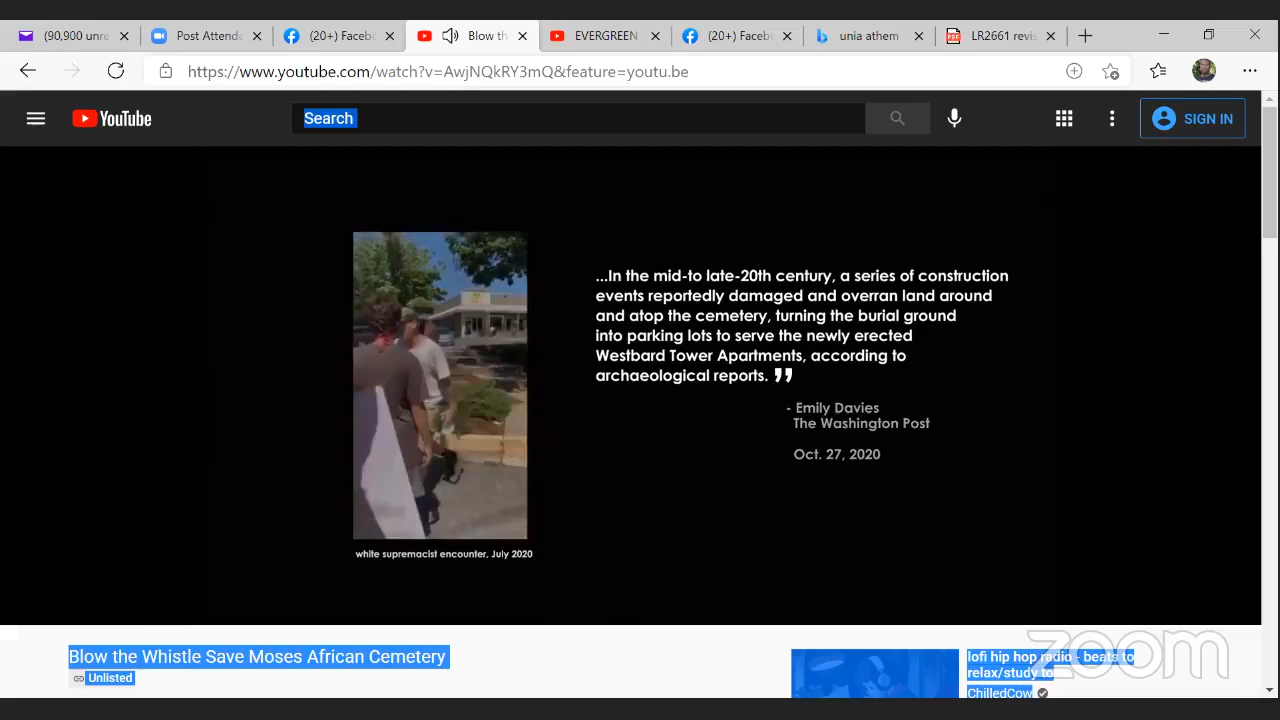 (90,900 unre
Post Attenda
(20+) Facebo
Blow th
EVERGREEN
(20+) Facebo
unia athem -
LR2661 revis
https://www.youtube.com/watch?v=AwjNQkRY3mQ&feature=youtu.be
YouTube
Search
SIGN IN
...In the mid-to late-20th century, a series of construction
events reportedly damaged and overran land around
and atop the cemetery, turning the burial ground
into parking lots to serve the newly erected
Westbard Tower Apartments, according to
archaeological reports. ”
- Emily Davies
The Washington Post
Oct. 27, 2020
white supremacist encounter, July 2020
Blow the Whistle Save Moses African Cemetery
Unlisted
lofi hip hop radio - beats to
relax/study to
ChilledCow
zoom